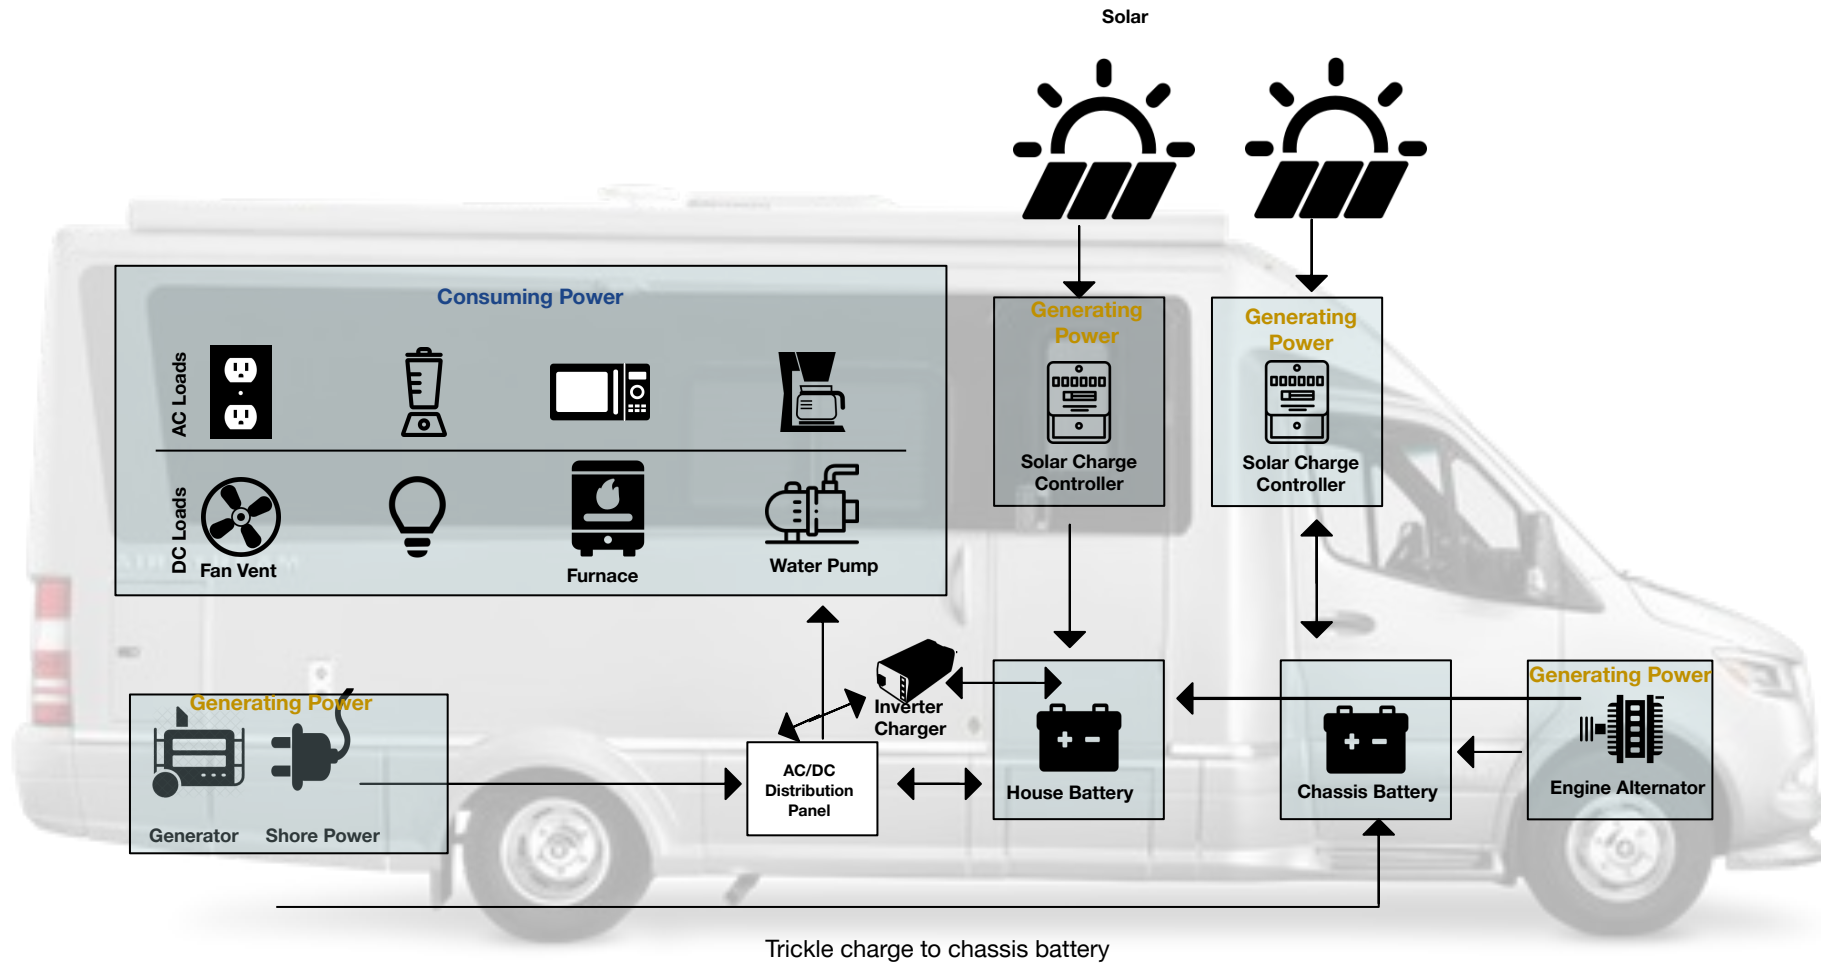 Solar
Consuming Power
AC Loads
DC Loads
Fan Vent
Furnace
Water Pump
Generating
Power
Solar Charge
Controller
Generating
Power
Solar Charge
Controller
Generating Power
Generator
Shore Power
Inverter
Charger
AC/DC
Distribution
Panel
House Battery
Chassis Battery
Generating Power
Engine Alternator
Trickle charge to chassis battery